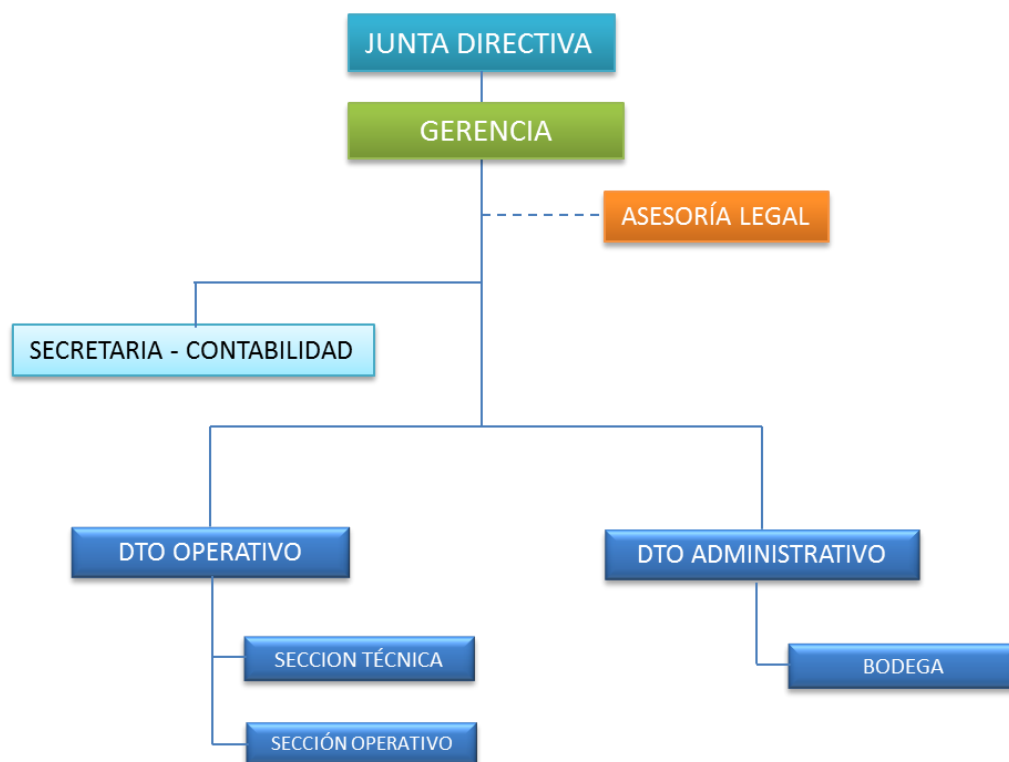 JUNTA DIRECTIVA
GERENCIA
ASESORÍA LEGAL
SECRETARIA - CONTABILIDAD
DTO OPERATIVO
DTO ADMINISTRATIVO
SECCION TÉCNICA
BODEGA
SECCIÓN OPERATIVO